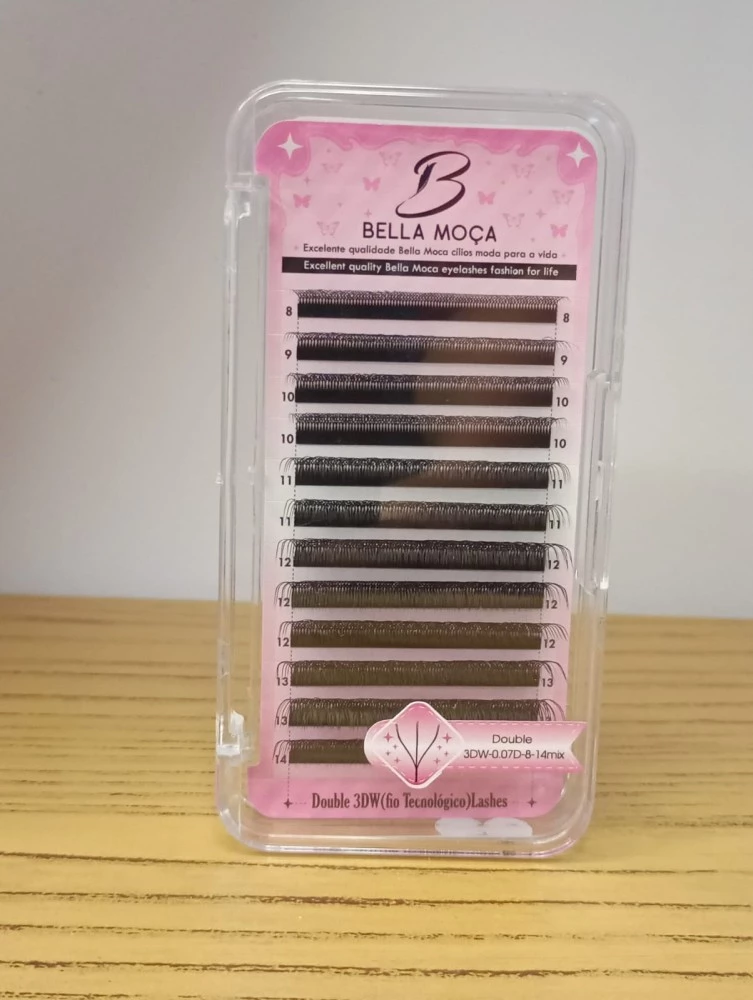 B
BELLA MOÇA
Excelente qualidade Bella Moca cílios moda para a vida
Excellent quality Bella Moca eyelashes fashion for life
8 8
9 9
10 10
10 10
11 11
11 11
12 12
12 12
12 12
13 13
13
14
Double
3DW-0.07D-8-14mix
Double 3DW(fio Tecnológico)Lashes